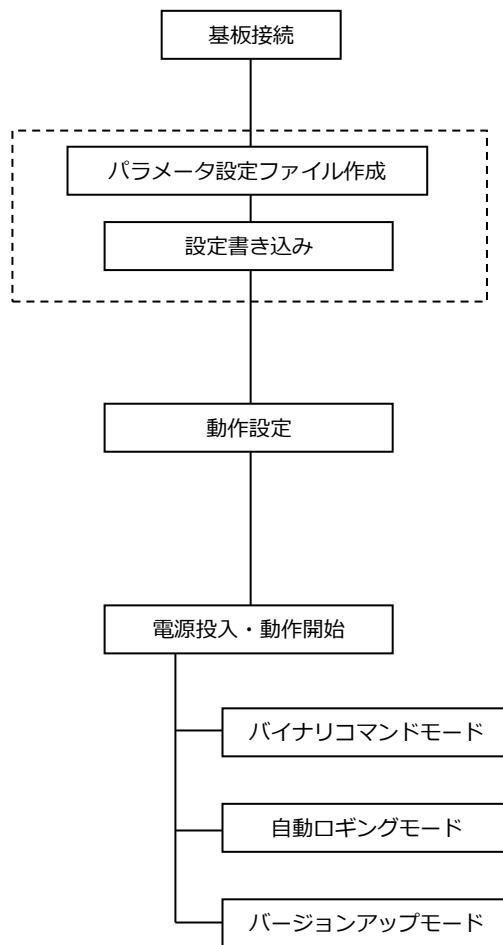 基板接続
パラメータ設定ファイル作成
設定書き込み
動作設定
電源投入・動作開始
バイナリコマンドモード
自動ロギングモード
バージョンアップモード